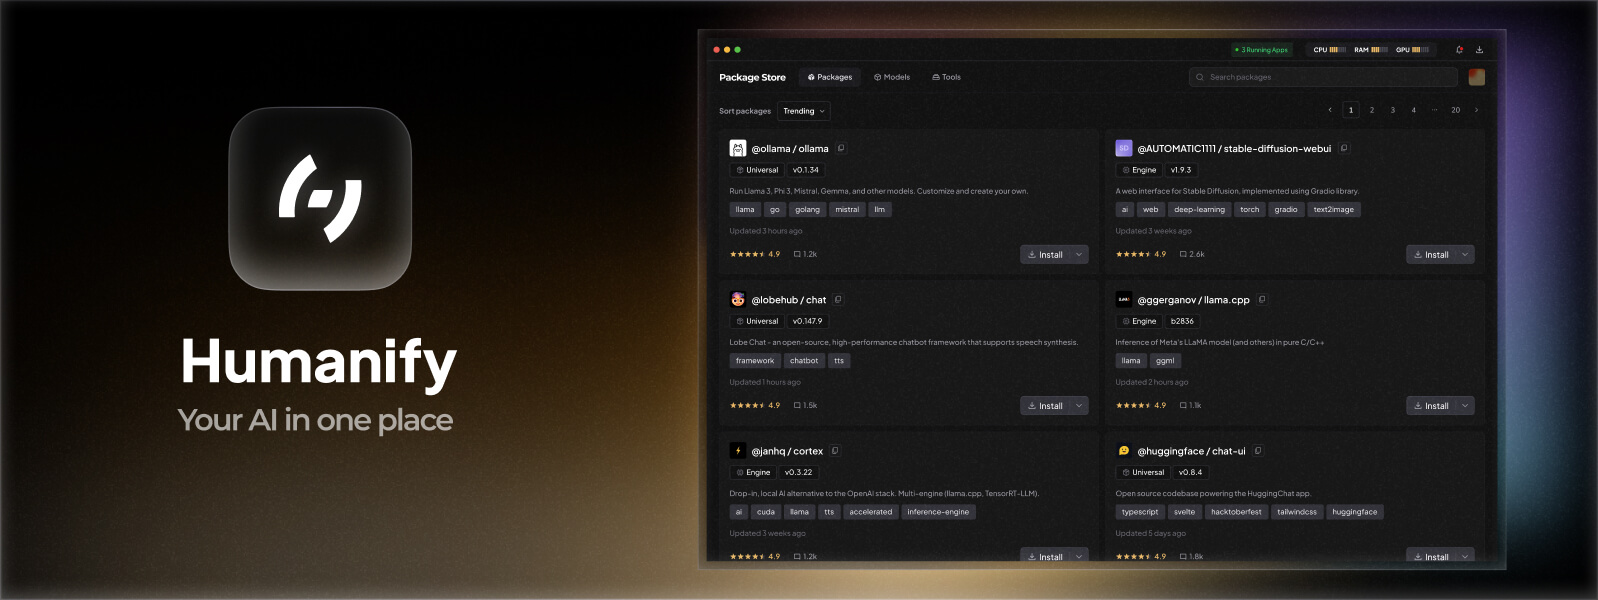 Humanify
Your AI in one place
3 Running Apps
CPU
RAM
GPU
Package Store
Packages
Models
Tools
Search packages
Sort packages
Trending
1
2
3
4
...
20
@ollama / ollama
Universal
v0.1.34
Run Llama 3, Phi 3, Mistral, Gemma, and other models. Customize and create your own.
llama
go
golang
mistral
llm
Updated 3 hours ago
4.9
1.2k
Install
SD
@AUTOMATIC1111 / stable-diffusion-webui
Engine
v1.9.3
A web interface for Stable Diffusion, implemented using Gradio library.
ai
web
deep-learning
torch
gradio
text2image
Updated 3 weeks ago
4.9
2.6k
Install
@lobehub / chat
Universal
v0.147.9
Lobe Chat - an open-source, high-performance chatbot framework that supports speech synthesis.
framework
chatbot
tts
Updated 1 hours ago
4.9
1.5k
Install
@ggerganov / llama.cpp
Engine
b2836
Inference of Meta's LLaMA model (and others) in pure C/C++
llama
ggml
Updated 2 hours ago
4.9
1.1k
Install
@janhq / cortex
Engine
v0.3.22
Drop-in, local AI alternative to the OpenAI stack. Multi-engine (llama.cpp, TensorRT-LLM).
ai
cuda
llama
tts
accelerated
inference-engine
Updated 3 weeks ago
4.9
1.2k
Install
@huggingface / chat-ui
Universal
v0.8.4
Open source codebase powering the HuggingChat app.
typescript
svelte
hacktoberfest
tailwindcss
huggingface
Updated 5 days ago
4.9
1.8k
Install